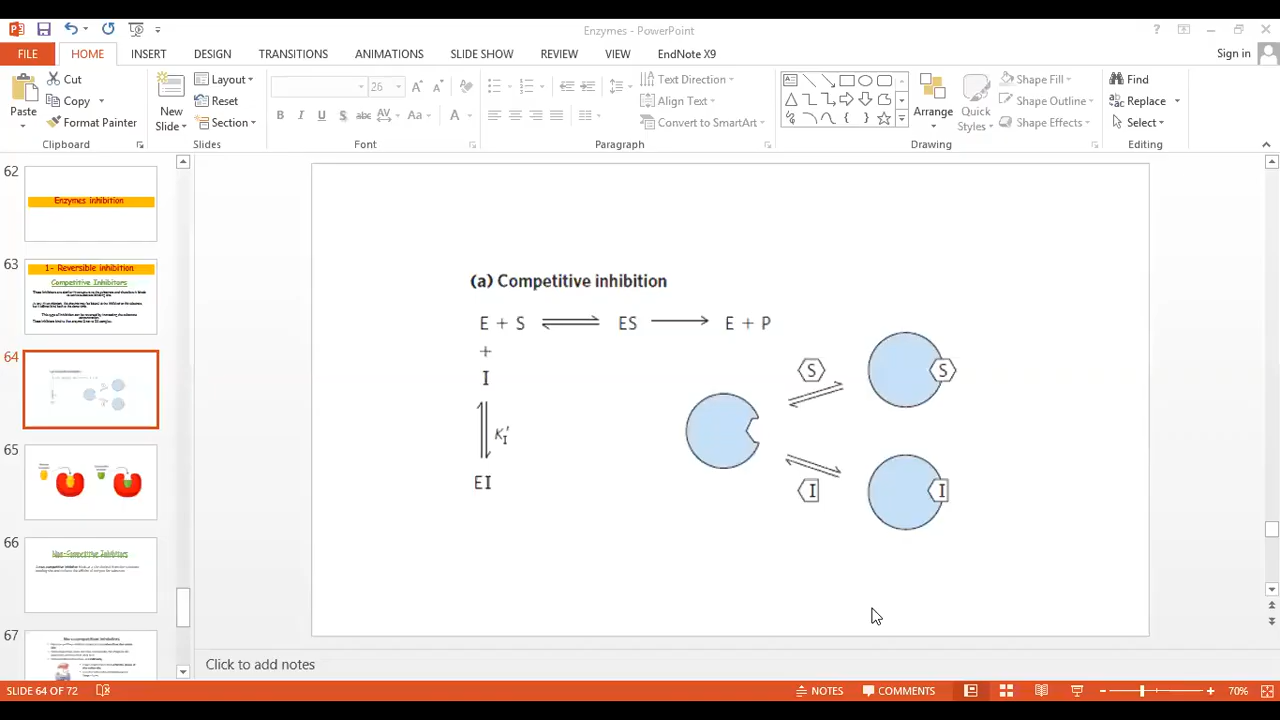 Enzymes - PowerPoint
FILE HOME INSERT DESIGN TRANSITIONS ANIMATIONS SLIDE SHOW REVIEW VIEW EndNote X9 Sign in
Paste
Cut
Copy
Format Painter
Clipboard
New
Slide
Layout
Reset
Section
Slides
26
B I U S abc AV Aa A
Font
Text Direction
Align Text
Convert to SmartArt
Paragraph
Arrange
Quick
Styles
Shape Fill
Shape Outline
Shape Effects
Drawing
Find
Replace
Select
Editing
62
Enzymes inhibition
63
1- Reversible inhibition
Competitive Inhibitors
64
65
66
Non-Competitive Inhibitors
67
(a) Competitive inhibition
E + S ES E + P
+
I
K'I
EI
S
S
I
I
Click to add notes
SLIDE 64 OF 72 NOTES COMMENTS 70%